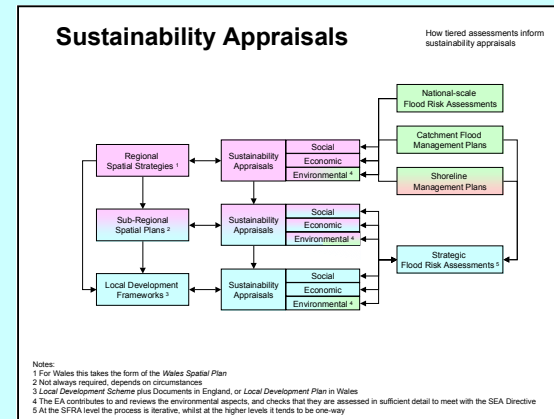 Sustainability Appraisals
How tiered assessments inform
sustainability appraisals
National-scale
Flood Risk Assessments
Catchment Flood
Management Plans
Shoreline
Management Plans
Regional
Spatial Strategies 1
Sustainability
Appraisals
Social
Economic
Environmental 4
Sub-Regional
Spatial Plans 2
Sustainability
Appraisals
Social
Economic
Environmental 4
Strategic
Flood Risk Assessments 5
Local Development
Frameworks 3
Sustainability
Appraisals
Social
Economic
Environmental 4
Notes:
1 For Wales this takes the form of the Wales Spatial Plan
2 Not always required, depends on circumstances
3 Local Development Scheme plus Documents in England, or Local Development Plan in Wales
4 The EA contributes to and reviews the environmental aspects, and checks that they are assessed in sufficient detail to meet with the SEA Directive
5 At the SFRA level the process is iterative, whilst at the higher levels it tends to be one-way